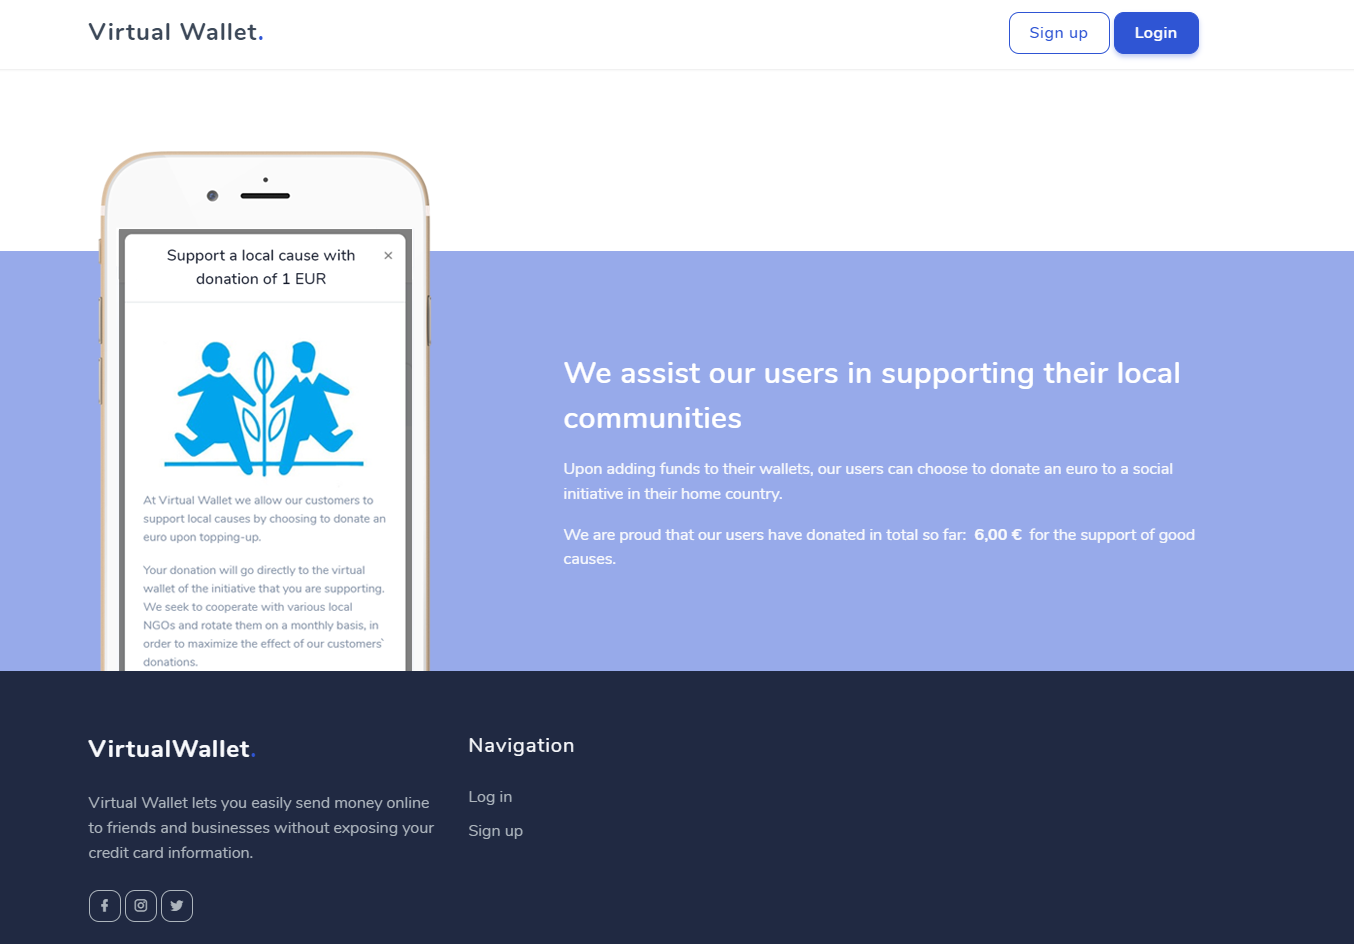 Virtual Wallet.
Sign up
Login
Support a local cause with
donation of 1 EUR
×
At Virtual Wallet we allow our customers to
support local causes by choosing to donate an
euro upon topping-up.
Your donation will go directly to the virtual
wallet of the initiative that you are supporting.
We seek to cooperate with various local
NGOs and rotate them on a monthly basis, in
order to maximize the effect of our customers`
donations.
We assist our users in supporting their local
communities
Upon adding funds to their wallets, our users can choose to donate an euro to a social
initiative in their home country.
We are proud that our users have donated in total so far: 6,00 € for the support of good
causes.
VirtualWallet.
Virtual Wallet lets you easily send money online
to friends and businesses without exposing your
credit card information.
Navigation
Log in
Sign up